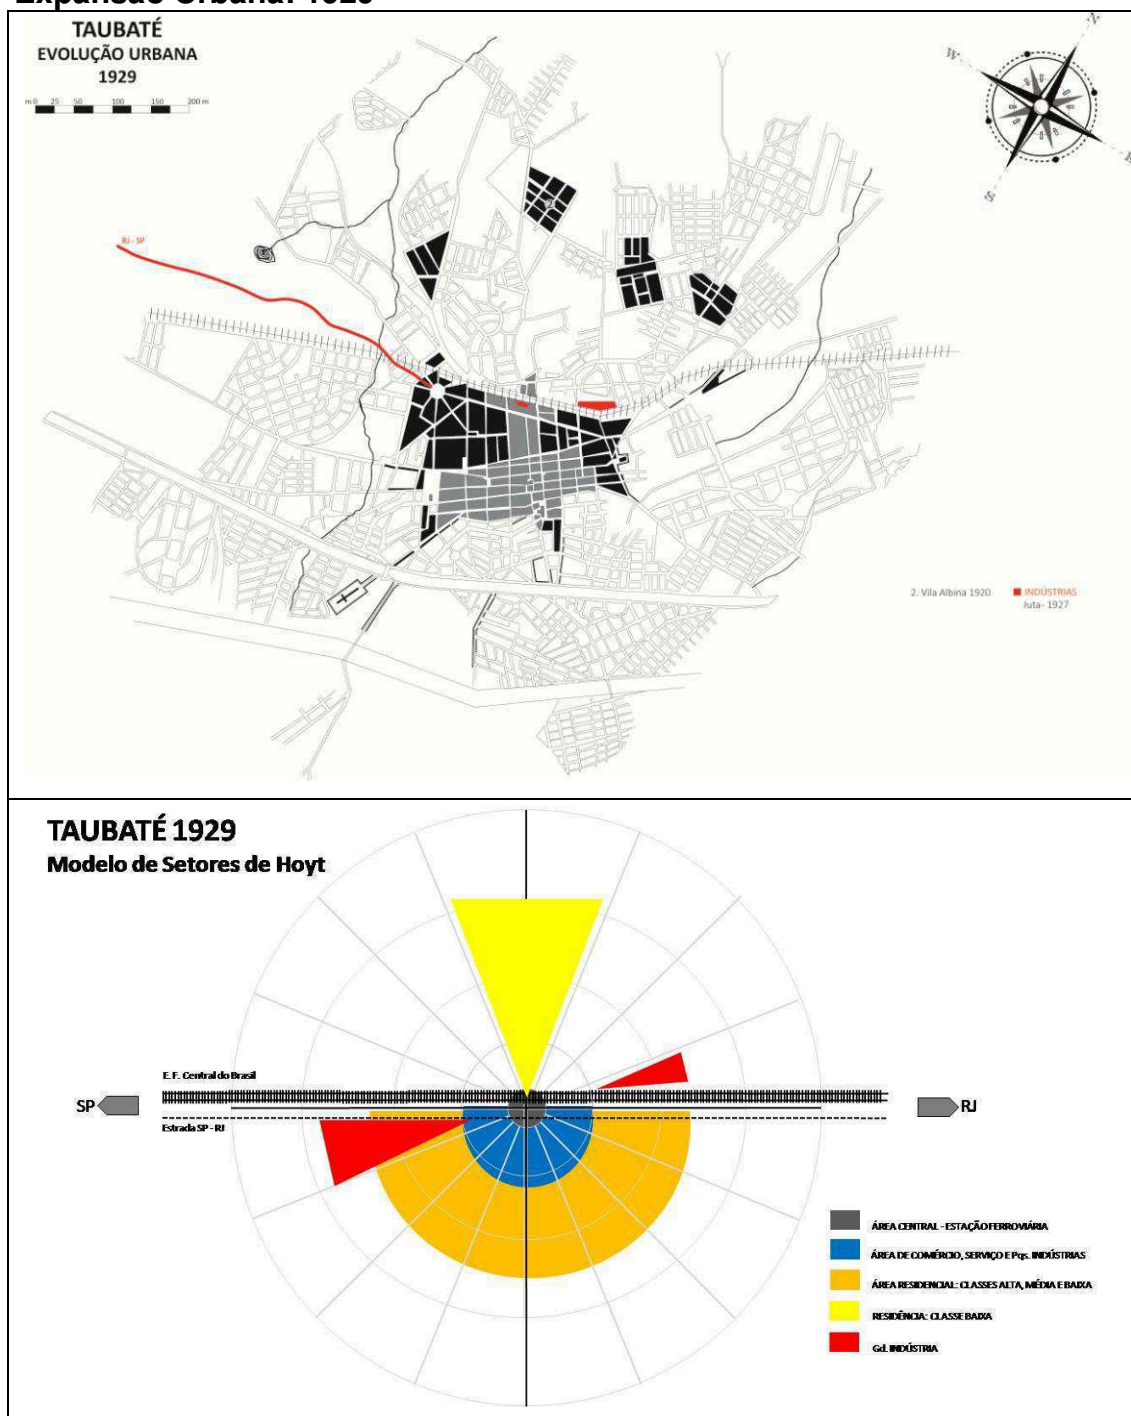 Expansão Urbana: 1929
TAUBATÉ
EVOLUÇÃO URBANA
1929
m 0 25 50 100 150 200 m
N
W
E
S
RJ - SP
2
2. Vila Albina 1920
INDÚSTRIAS
Juta- 1927
TAUBATÉ 1929
Modelo de Setores de Hoyt
E. F. Central do Brasil
SP
RJ
Estrada SP - RJ
ÁREA CENTRAL - ESTAÇÃO FERROVIÁRIA
ÁREA DE COMÉRCIO, SERVIÇO E Pqs. INDÚSTRIAS
ÁREA RESIDENCIAL: CLASSES ALTA, MÉDIA E BAIXA
RESIDÊNCIA: CLASSE BAIXA
Gd. INDÚSTRIA